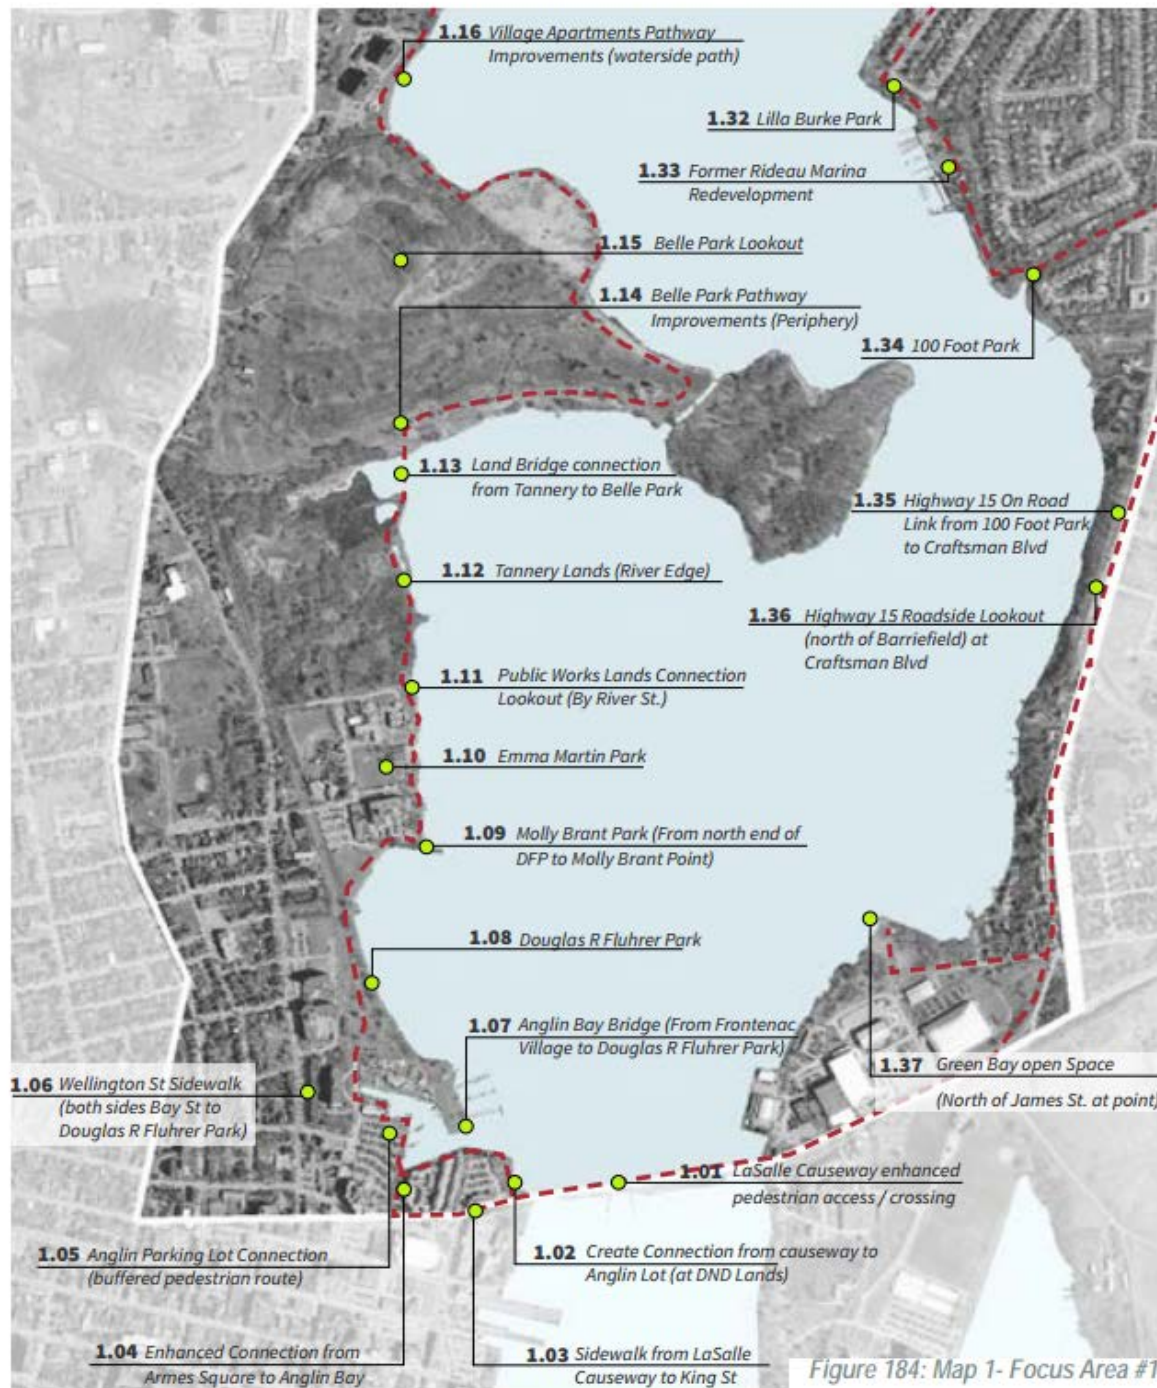 1.16 Village Apartments Pathway
Improvements (waterside path)
1.32 Lilla Burke Park
1.33 Former Rideau Marina
Redevelopment
1.15 Belle Park Lookout
1.14 Belle Park Pathway
Improvements (Periphery)
1.34 100 Foot Park
1.13 Land Bridge connection
from Tannery to Belle Park
1.35 Highway 15 On Road
Link from 100 Foot Park
to Craftsman Blvd
1.12 Tannery Lands (River Edge)
1.36 Highway 15 Roadside Lookout
(north of Barriefield) at
Craftsman Blvd
1.11 Public Works Lands Connection
Lookout (By River St.)
1.10 Emma Martin Park
1.09 Molly Brant Park (From north end of
DFP to Molly Brant Point)
1.08 Douglas R Fluhrer Park
1.07 Anglin Bay Bridge (From Frontenac
Village to Douglas R Fluhrer Park)
1.37 Green Bay open Space
(North of James St. at point)
1.06 Wellington St Sidewalk
(both sides Bay St to
Douglas R Fluhrer Park)
1.01 LaSalle Causeway enhanced
pedestrian access / crossing
1.05 Anglin Parking Lot Connection
(buffered pedestrian route)
1.02 Create Connection from causeway to
Anglin Lot (at DND Lands)
1.04 Enhanced Connection from
Armes Square to Anglin Bay
1.03 Sidewalk from LaSalle
Causeway to King St
Figure 184: Map 1- Focus Area #1